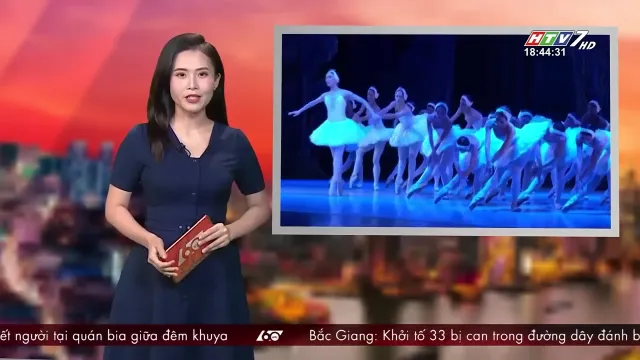 HTV7 HD
18:44:31
ết người tại quán bia giữa đêm khuya
60 Bắc Giang: Khởi tố 33 bị can trong đường dây đánh b